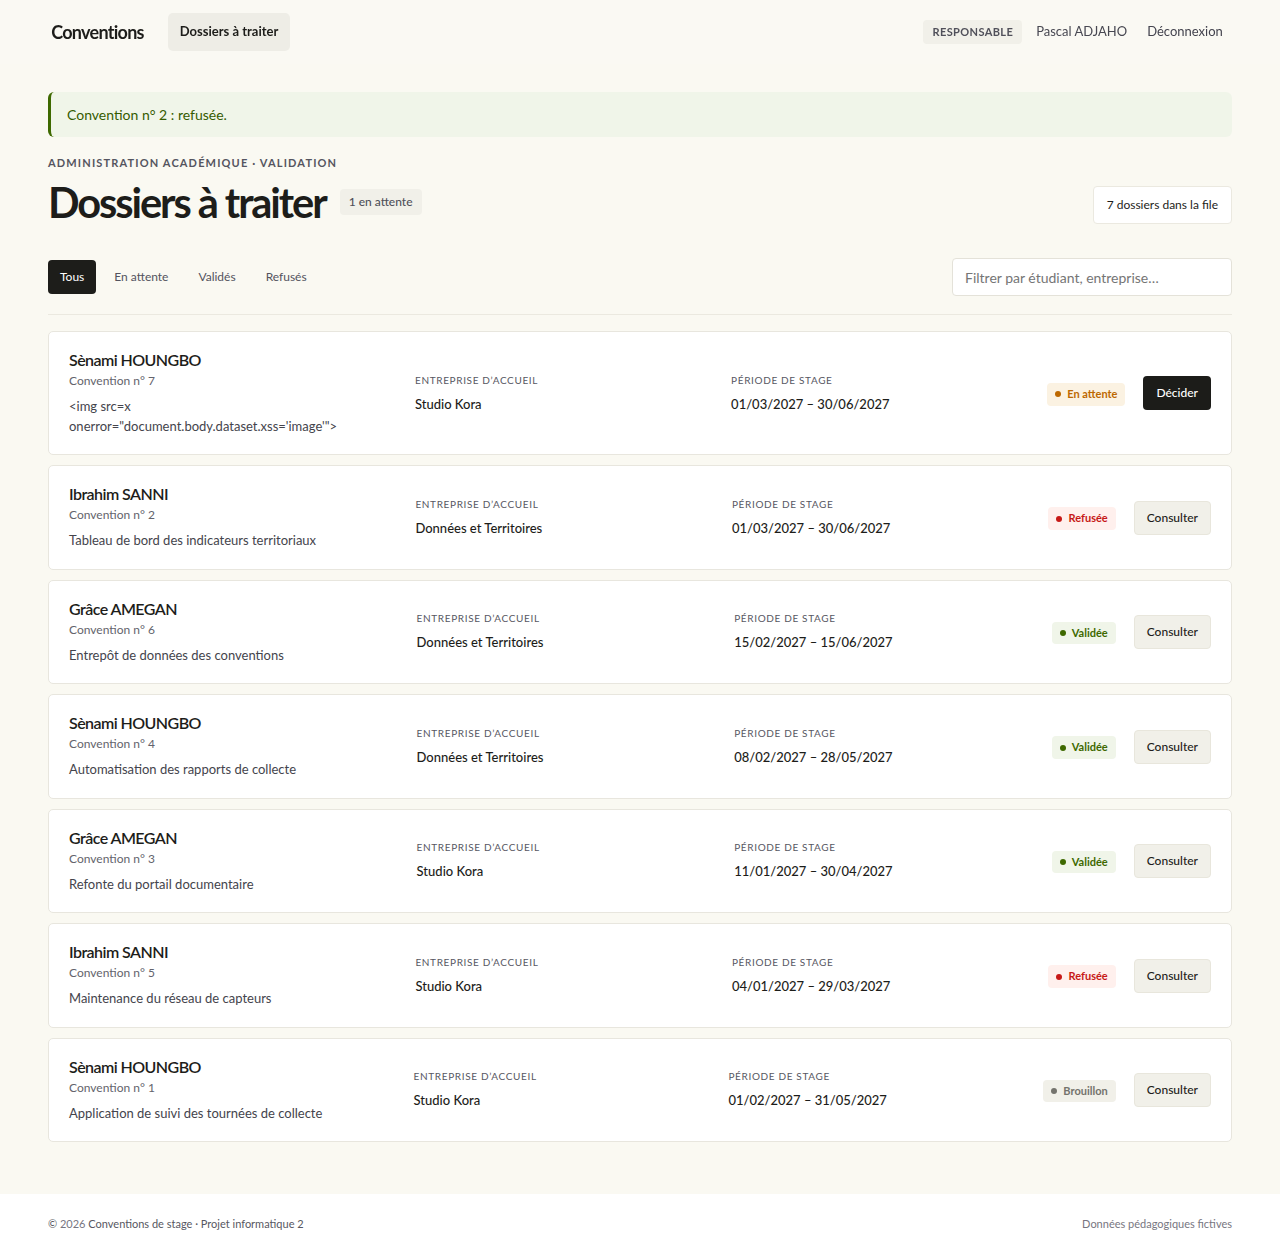 Conventions
Dossiers à traiter
RESPONSABLE
Pascal ADJAHO
Déconnexion
Convention n° 2 : refusée.
ADMINISTRATION ACADÉMIQUE · VALIDATION
Dossiers à traiter
1 en attente
7 dossiers dans la file
Tous
En attente
Validés
Refusés
Filtrer par étudiant, entreprise…
Sènami HOUNGBO
Convention n° 7
<img src=x
onerror="document.body.dataset.xss='image'">
ENTREPRISE D'ACCUEIL
Studio Kora
PÉRIODE DE STAGE
01/03/2027 – 30/06/2027
En attente
Décider
Ibrahim SANNI
Convention n° 2
Tableau de bord des indicateurs territoriaux
ENTREPRISE D'ACCUEIL
Données et Territoires
PÉRIODE DE STAGE
01/03/2027 – 30/06/2027
Refusée
Consulter
Grâce AMEGAN
Convention n° 6
Entrepôt de données des conventions
ENTREPRISE D'ACCUEIL
Données et Territoires
PÉRIODE DE STAGE
15/02/2027 – 15/06/2027
Validée
Consulter
Sènami HOUNGBO
Convention n° 4
Automatisation des rapports de collecte
ENTREPRISE D'ACCUEIL
Données et Territoires
PÉRIODE DE STAGE
08/02/2027 – 28/05/2027
Validée
Consulter
Grâce AMEGAN
Convention n° 3
Refonte du portail documentaire
ENTREPRISE D'ACCUEIL
Studio Kora
PÉRIODE DE STAGE
11/01/2027 – 30/04/2027
Validée
Consulter
Ibrahim SANNI
Convention n° 5
Maintenance du réseau de capteurs
ENTREPRISE D'ACCUEIL
Studio Kora
PÉRIODE DE STAGE
04/01/2027 – 29/03/2027
Refusée
Consulter
Sènami HOUNGBO
Convention n° 1
Application de suivi des tournées de collecte
ENTREPRISE D'ACCUEIL
Studio Kora
PÉRIODE DE STAGE
01/02/2027 – 31/05/2027
Brouillon
Consulter
© 2026 Conventions de stage · Projet informatique 2
Données pédagogiques fictives